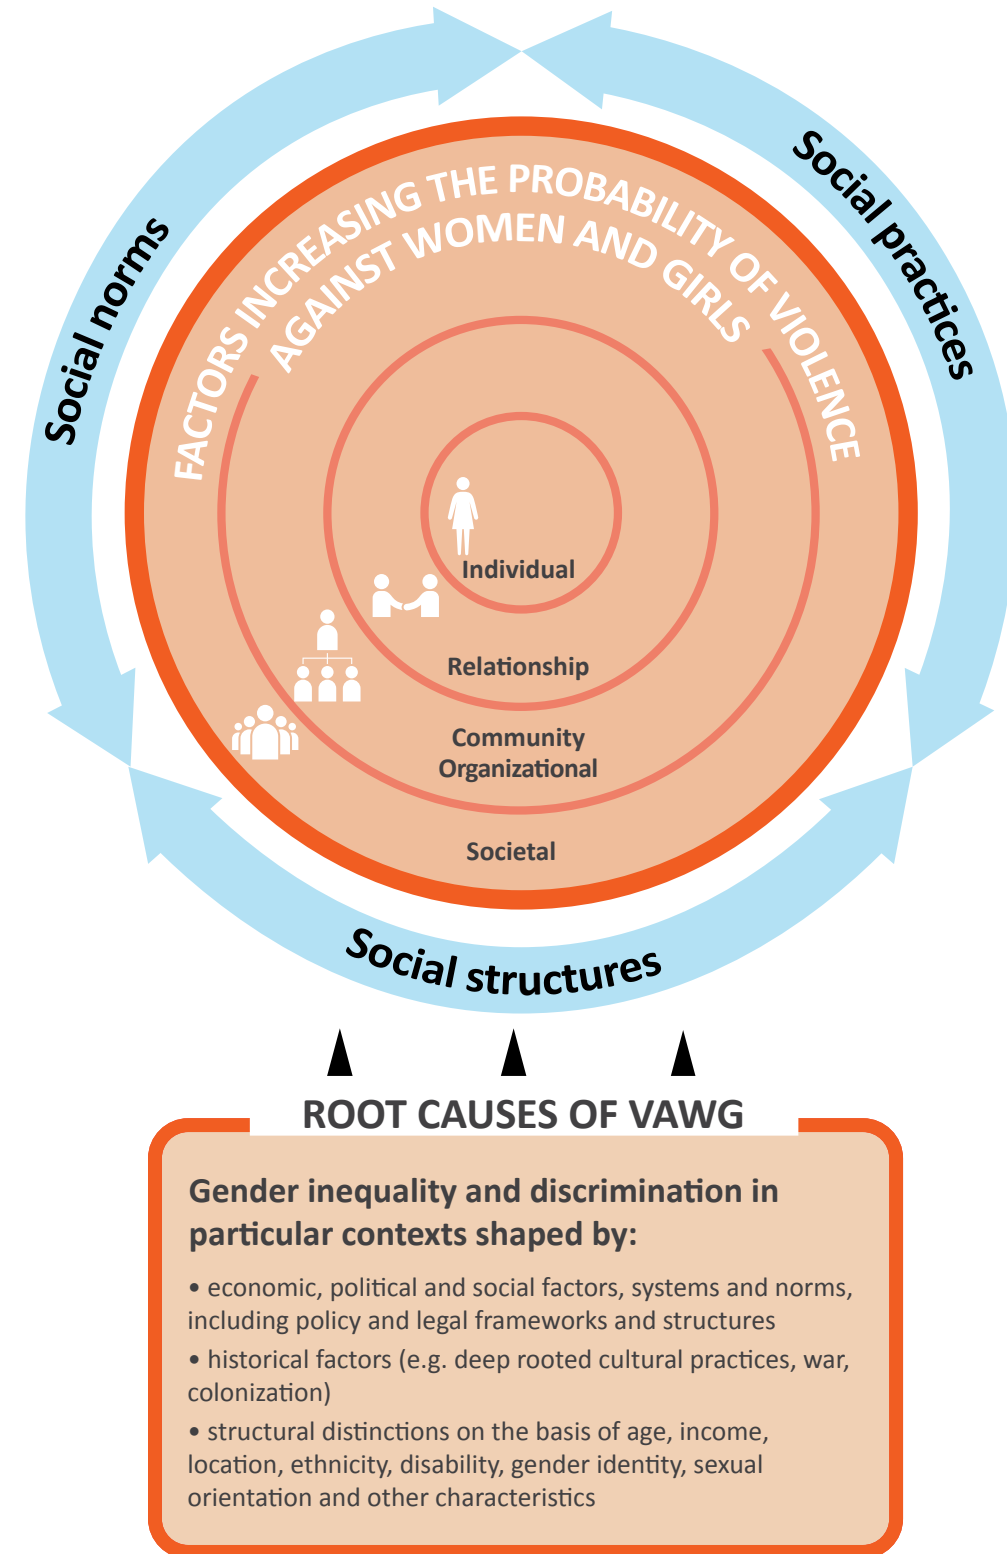 Social norms
Social practices
FACTORS INCREASING THE PROBABILITY OF VIOLENCE
AGAINST WOMEN AND GIRLS
Individual
Relationship
Community
Organizational
Societal
Social structures
ROOT CAUSES OF VAWG
Gender inequality and discrimination in
particular contexts shaped by:
• economic, political and social factors, systems and norms,
including policy and legal frameworks and structures
• historical factors (e.g. deep rooted cultural practices, war,
colonization)
• structural distinctions on the basis of age, income,
location, ethnicity, disability, gender identity, sexual
orientation and other characteristics